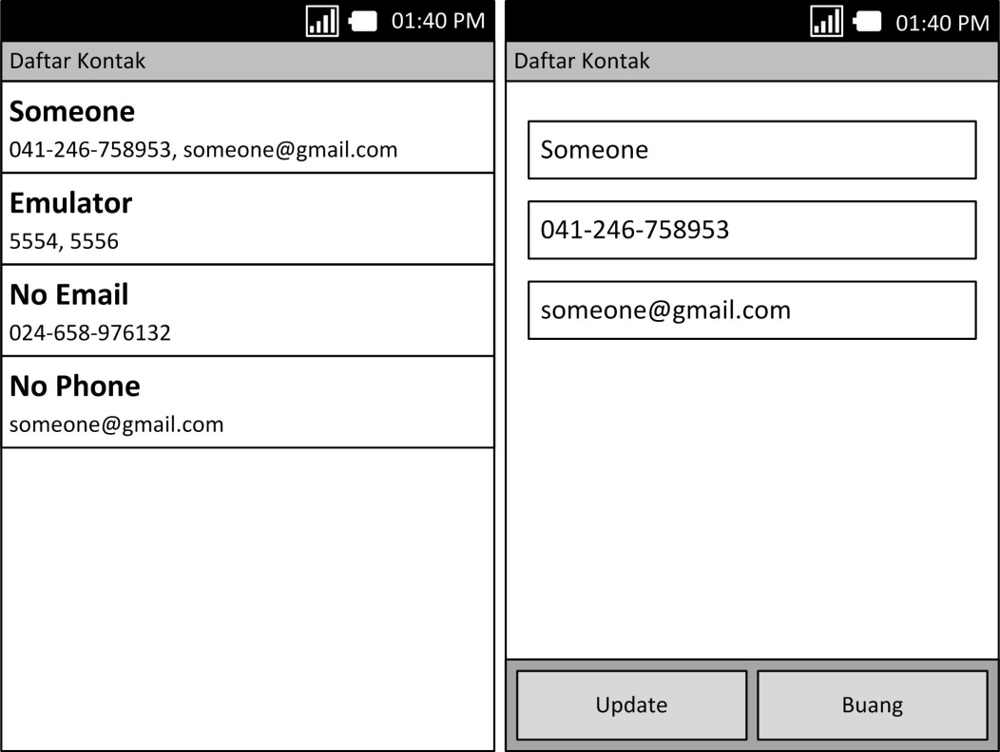 01:40 PM
Daftar Kontak
Someone
041-246-758953, someone@gmail.com
Emulator
5554, 5556
No Email
024-658-976132
No Phone
someone@gmail.com
01:40 PM
Daftar Kontak
Someone
041-246-758953
someone@gmail.com
Update
Buang